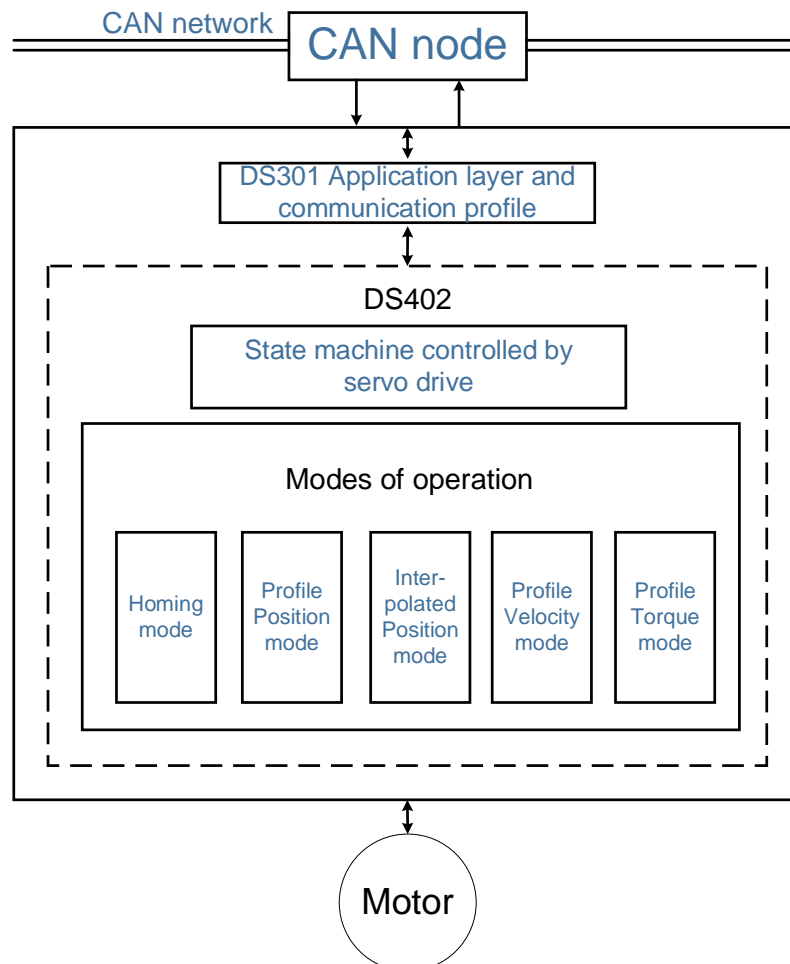 CAN network
CAN node
DS301 Application layer and
communication profile
DS402
State machine controlled by
servo drive
Modes of operation
Homing
mode
Profile
Position
mode
Inter-
polated
Position
mode
Profile
Velocity
mode
Profile
Torque
mode
Motor